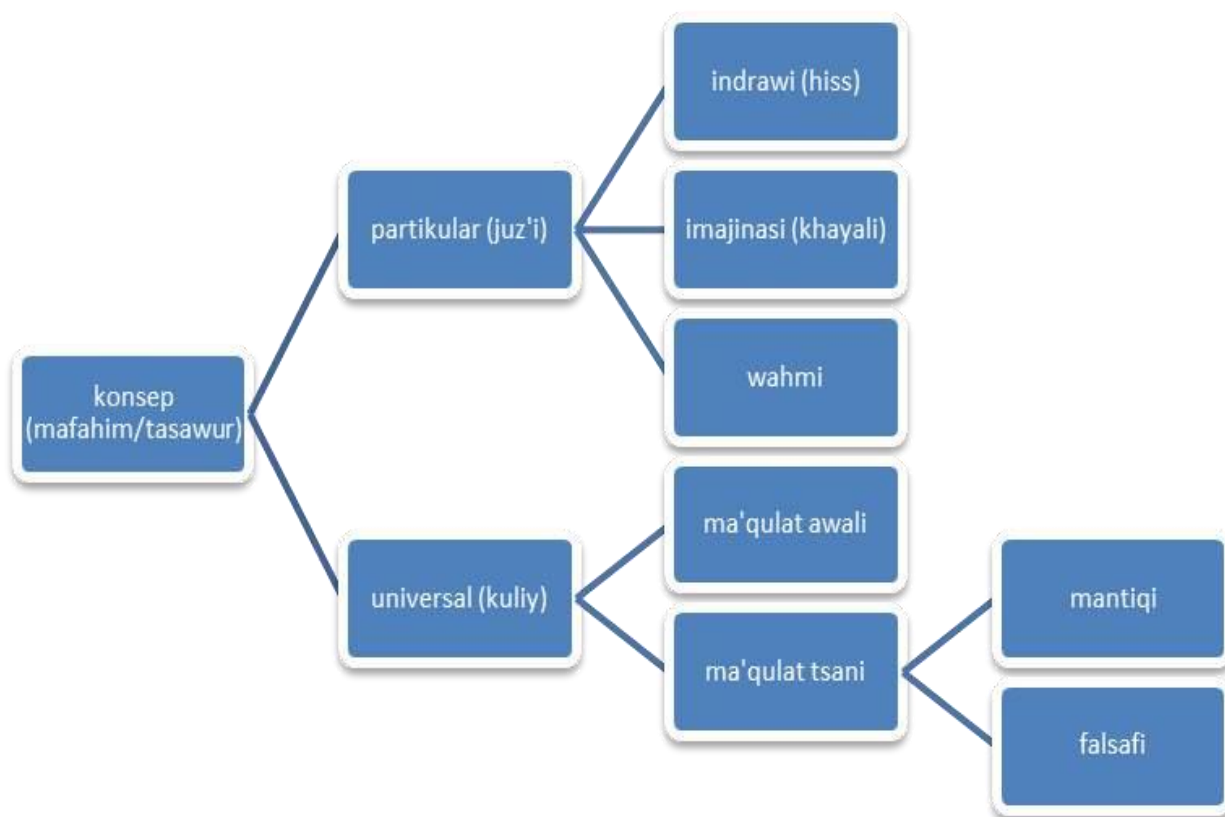 indrawi (hiss)
partikular (juz'i)
imajinasi (khayali)
wahmi
konsep
(mafahim/tasawur)
ma'qulat awali
universal (kuliy)
mantiqi
ma'qulat tsani
falsafi